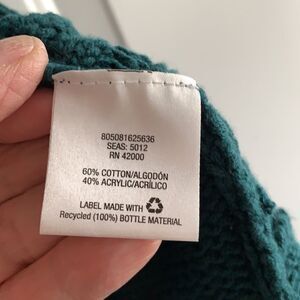 805081625636
SEAS: 5012
RN 42000
60% COTTON/ALGODÓN
40% ACRYLIC/ACRÍLICO
LABEL MADE WITH
Recycled (100%) BOTTLE MATERIAL